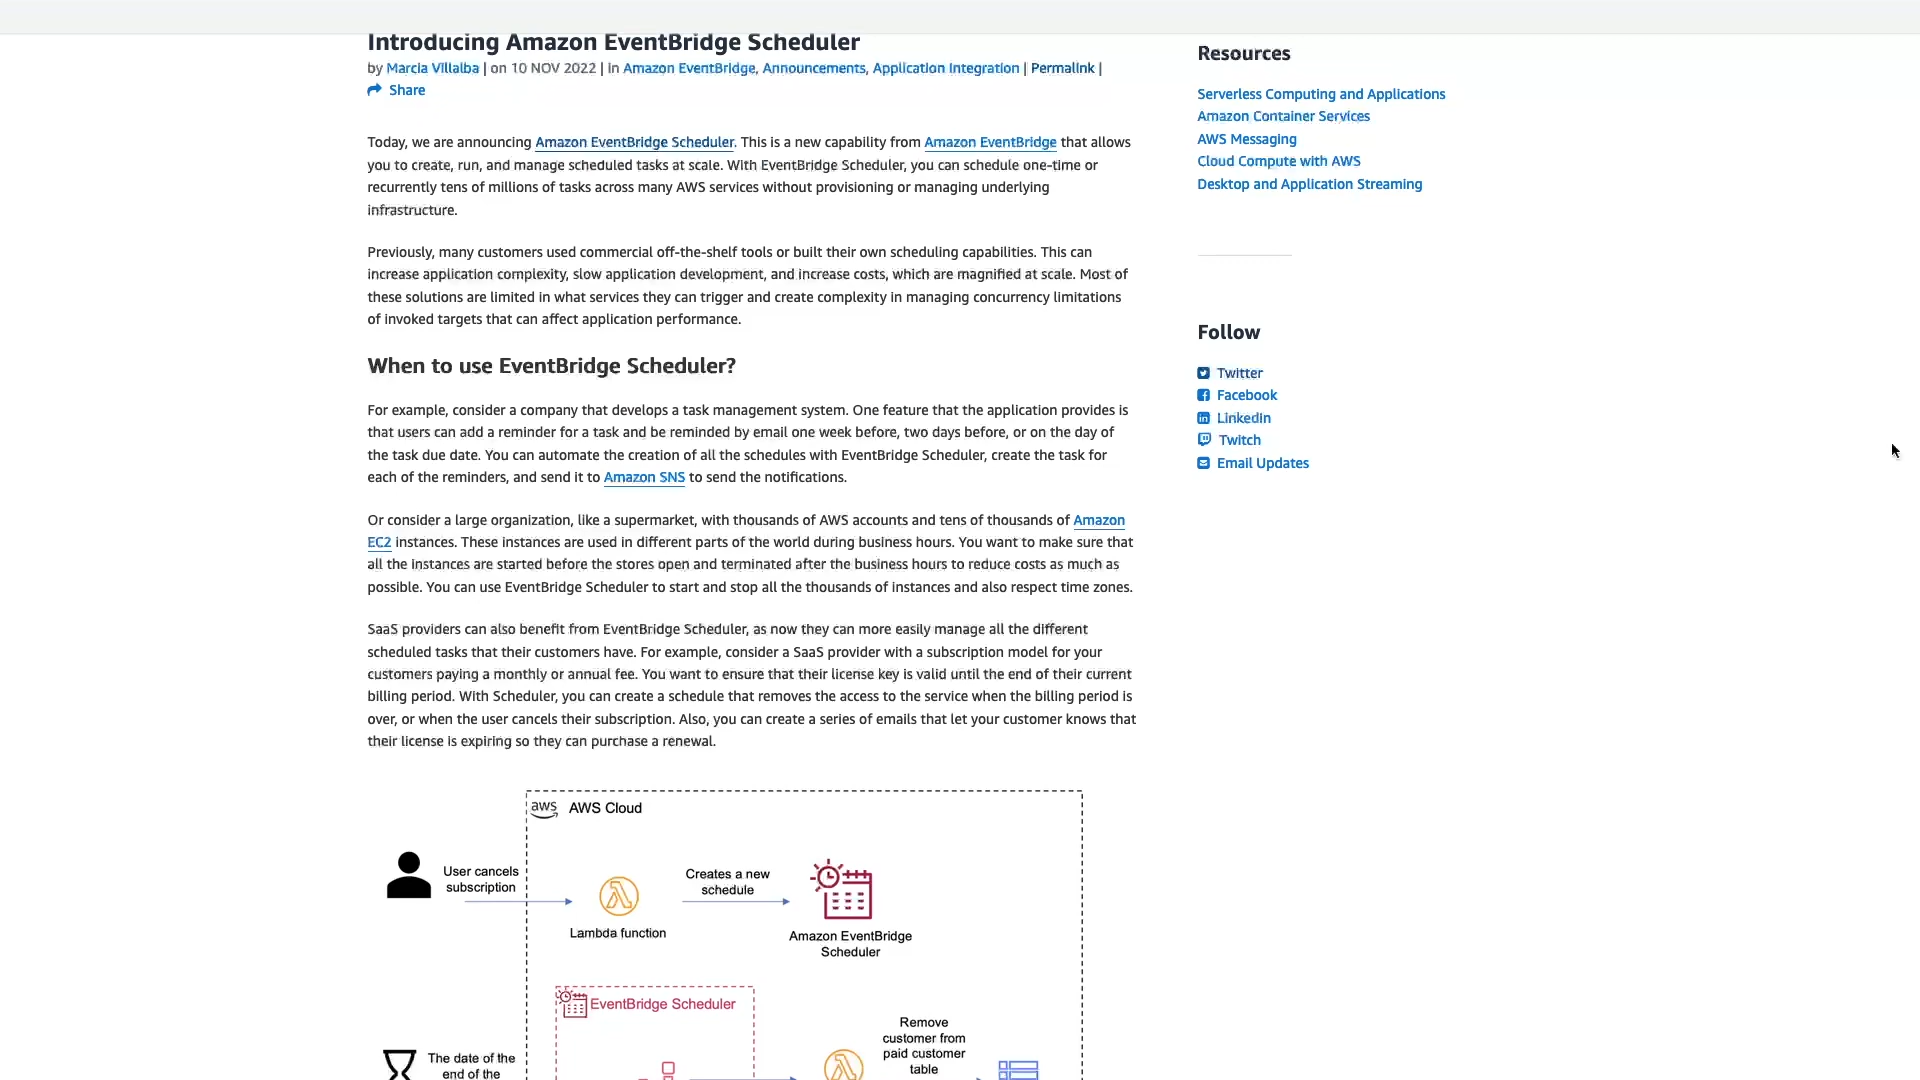 Introducing Amazon EventBridge Scheduler
by Marcia Villalba | on 10 NOV 2022 | in Amazon EventBridge, Announcements, Application Integration | Permalink |
Share
Today, we are announcing Amazon EventBridge Scheduler. This is a new capability from Amazon EventBridge that allows
you to create, run, and manage scheduled tasks at scale. With EventBridge Scheduler, you can schedule one-time or
recurrently tens of millions of tasks across many AWS services without provisioning or managing underlying
infrastructure.
Previously, many customers used commercial off-the-shelf tools or built their own scheduling capabilities. This can
increase application complexity, slow application development, and increase costs, which are magnified at scale. Most of
these solutions are limited in what services they can trigger and create complexity in managing concurrency limitations
of invoked targets that can affect application performance.
When to use EventBridge Scheduler?
For example, consider a company that develops a task management system. One feature that the application provides is
that users can add a reminder for a task and be reminded by email one week before, two days before, or on the day of
the task due date. You can automate the creation of all the schedules with EventBridge Scheduler, create the task for
each of the reminders, and send it to Amazon SNS to send the notifications.
Or consider a large organization, like a supermarket, with thousands of AWS accounts and tens of thousands of Amazon
EC2 instances. These instances are used in different parts of the world during business hours. You want to make sure that
all the instances are started before the stores open and terminated after the business hours to reduce costs as much as
possible. You can use EventBridge Scheduler to start and stop all the thousands of instances and also respect time zones.
SaaS providers can also benefit from EventBridge Scheduler, as now they can more easily manage all the different
scheduled tasks that their customers have. For example, consider a SaaS provider with a subscription model for your
customers paying a monthly or annual fee. You want to ensure that their license key is valid until the end of their current
billing period. With Scheduler, you can create a schedule that removes the access to the service when the billing period is
over, or when the user cancels their subscription. Also, you can create a series of emails that let your customer knows that
their license is expiring so they can purchase a renewal.
aws AWS Cloud
User cancels
subscription
Lambda function
Creates a new
schedule
Amazon EventBridge
Scheduler
EventBridge Scheduler
The date of the
end of the
Remove
customer from
paid customer
table
Resources
Serverless Computing and Applications
Amazon Container Services
AWS Messaging
Cloud Compute with AWS
Desktop and Application Streaming
Follow
Twitter
Facebook
LinkedIn
Twitch
Email Updates